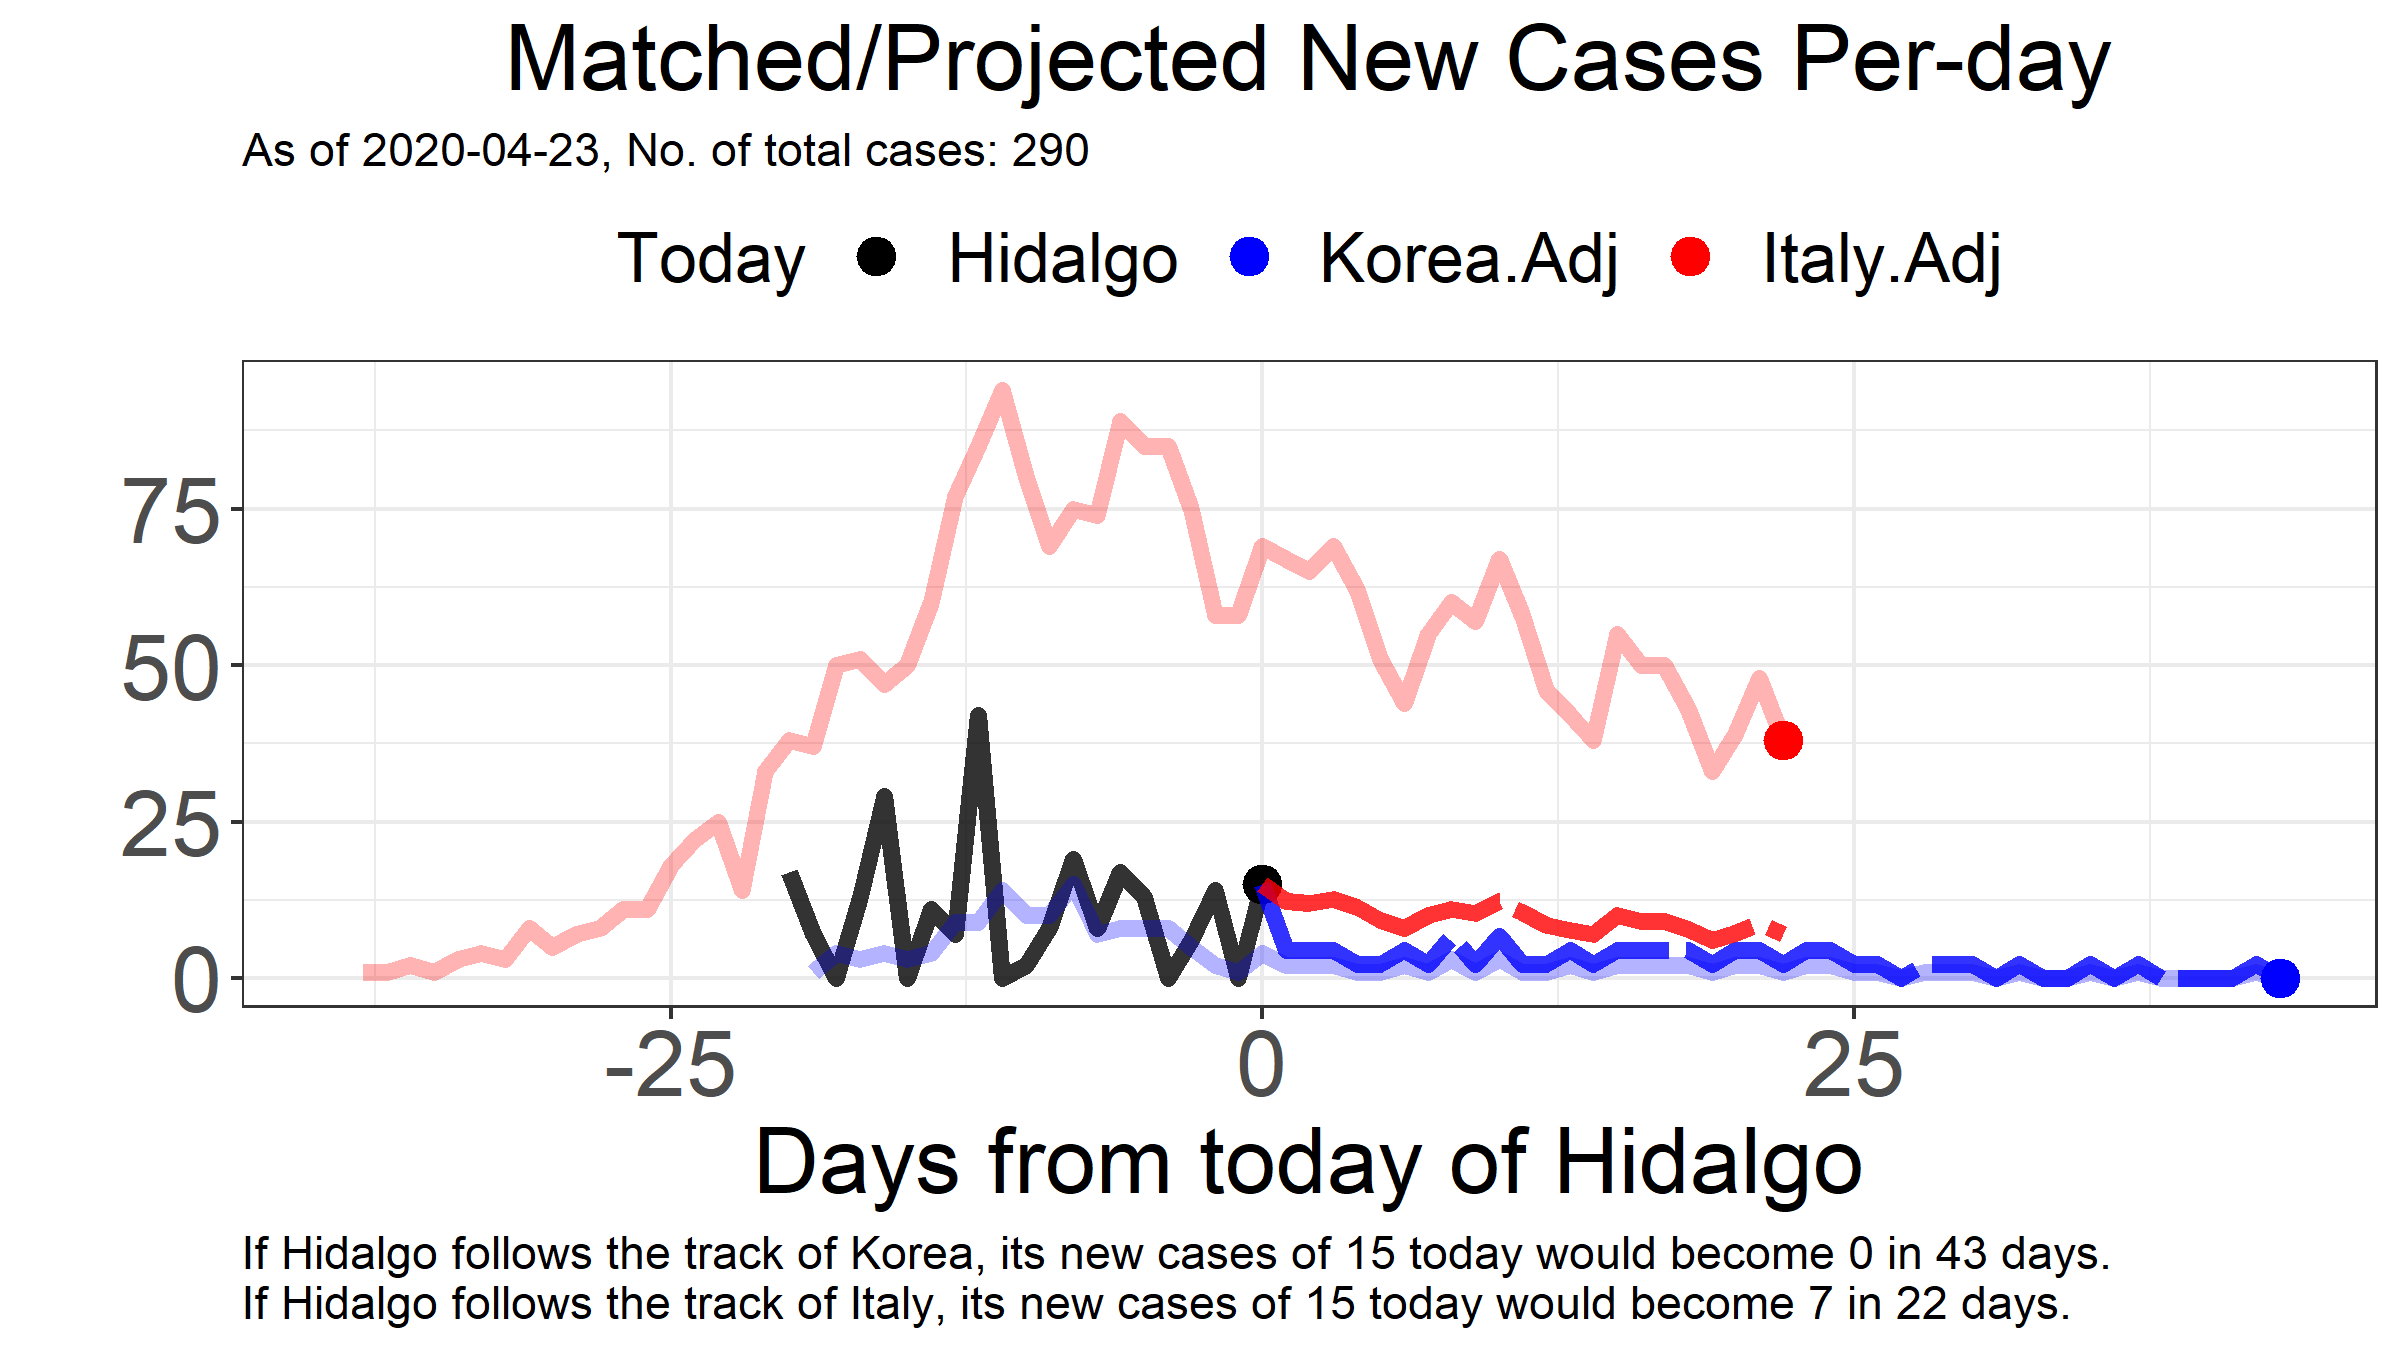 Matched/Projected New Cases Per-day
As of 2020-04-23, No. of total cases: 290
Today Hidalgo Korea.Adj Italy.Adj
75
50
25
0
-25 0 25
Days from today of Hidalgo
If Hidalgo follows the track of Korea, its new cases of 15 today would become 0 in 43 days.
If Hidalgo follows the track of Italy, its new cases of 15 today would become 7 in 22 days.